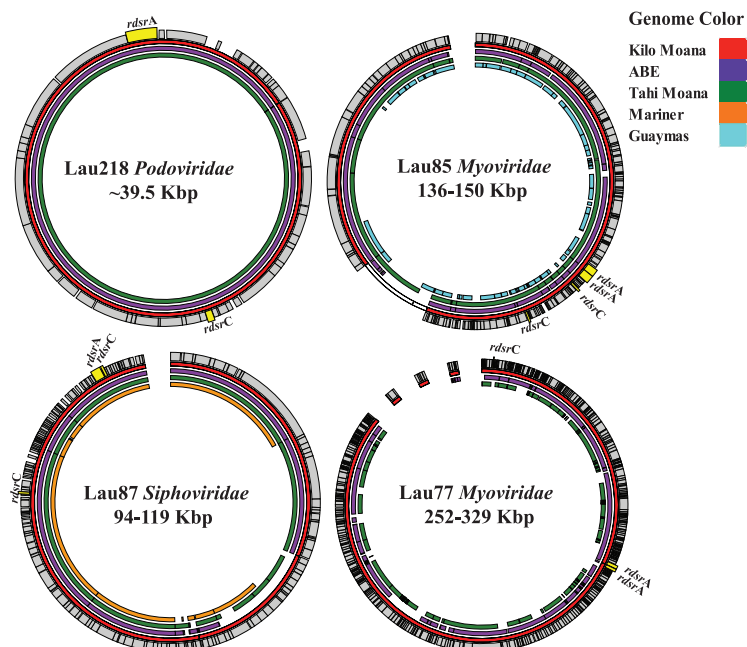 rdsrA
Genome Color
Kilo Moana
ABE
Tahi Moana
Mariner
Guaymas
Lau218 Podoviridae
~39.5 Kbp
rdsrC
Lau85 Myoviridae
136-150 Kbp
rdsrA
rdsrA
rdsrC
rdsrC
rdsrA
rdsrC
rdsrC
Lau87 Siphoviridae
94-119 Kbp
rdsrC
Lau77 Myoviridae
252-329 Kbp
rdsrA
rdsrA